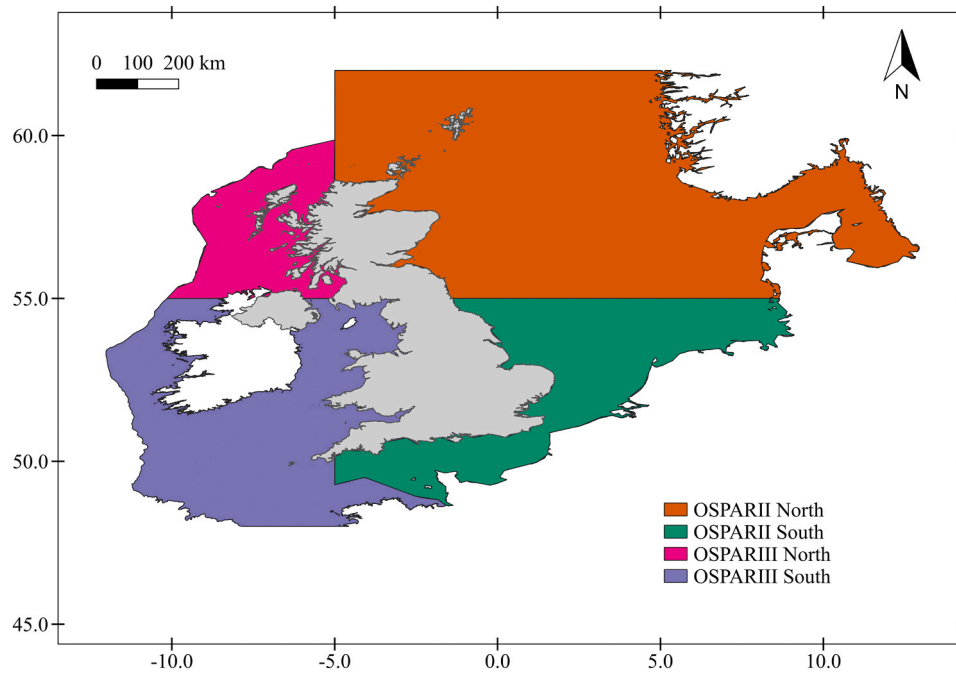 0 100 200 km
N
60.0
55.0
50.0
45.0
-10.0 -5.0 0.0 5.0 10.0
OSPARII North
OSPARII South
OSPARIII North
OSPARIII South